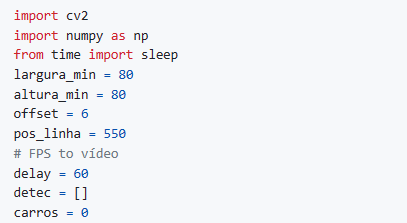 import cv2
import numpy as np
from time import sleep
largura_min = 80
altura_min = 80
offset = 6
pos_linha = 550
# FPS to vídeo
delay = 60
detec = []
carros = 0